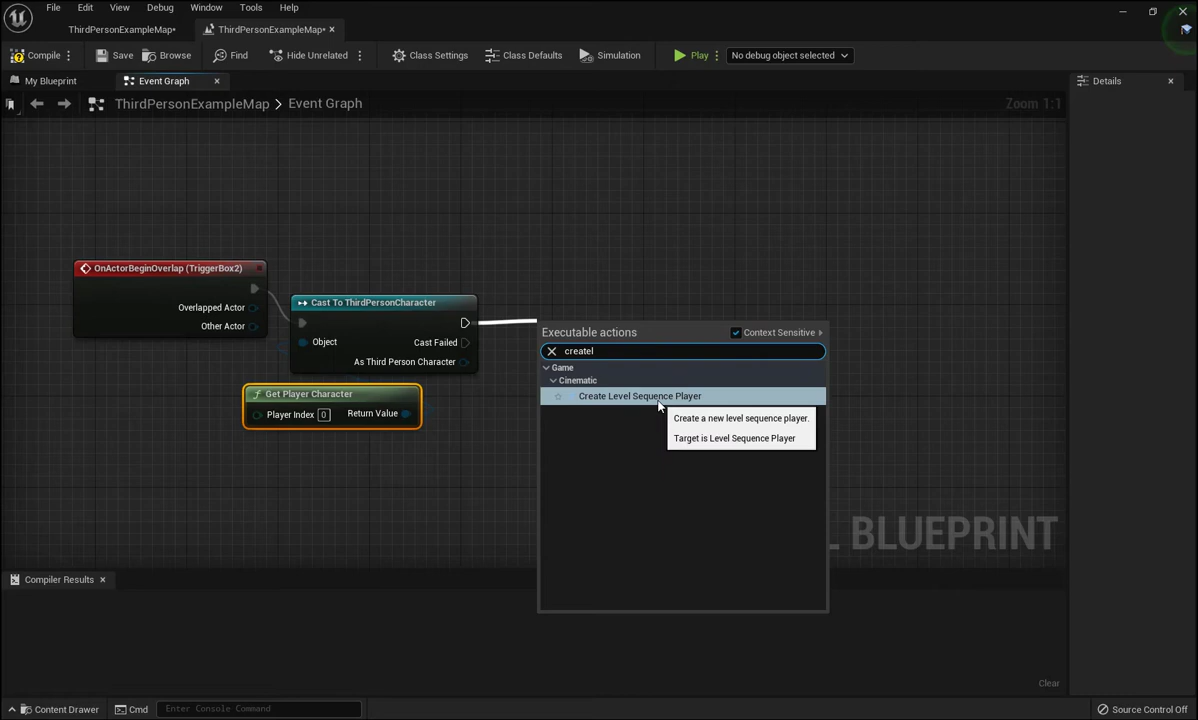 File Edit View Debug Window Tools Help
ThirdPersonExampleMap* ThirdPersonExampleMap* ×
Compile Save Browse Find Hide Unrelated Class Settings Class Defaults Simulation Play No debug object selected
My Blueprint Event Graph × Details ×
ThirdPersonExampleMap > Event Graph Zoom 1:1
OnActorBeginOverlap (TriggerBox2)
Overlapped Actor
Other Actor
Cast To ThirdPersonCharacter
Object Cast Failed
As Third Person Character
Get Player Character
Player Index 0 Return Value
Executable actions Context Sensitive
createl
Game
Cinematic
Create Level Sequence Player
Create a new level sequence player.
Target is Level Sequence Player
BLUEPRINT
Compiler Results ×
Clear
Content Drawer Cmd Enter Console Command Source Control Off